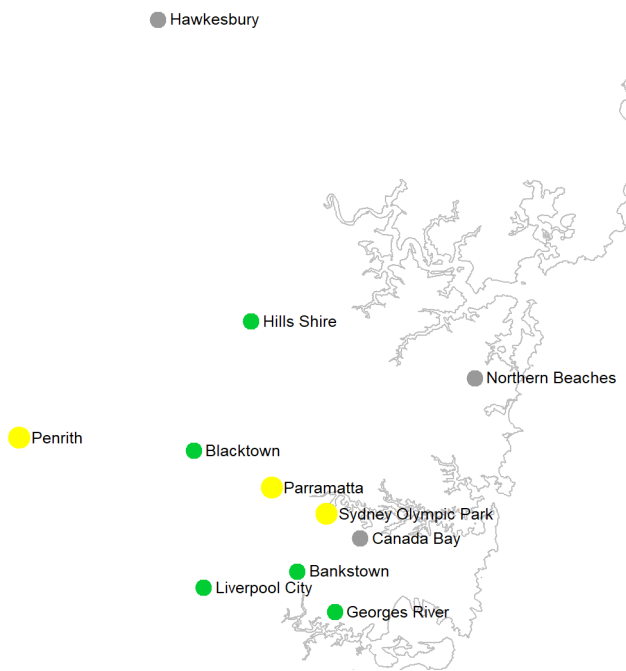 Hawkesbury
Hills Shire
Northern Beaches
Penrith
Blacktown
Parramatta
Sydney Olympic Park
Canada Bay
Bankstown
Liverpool City
Georges River